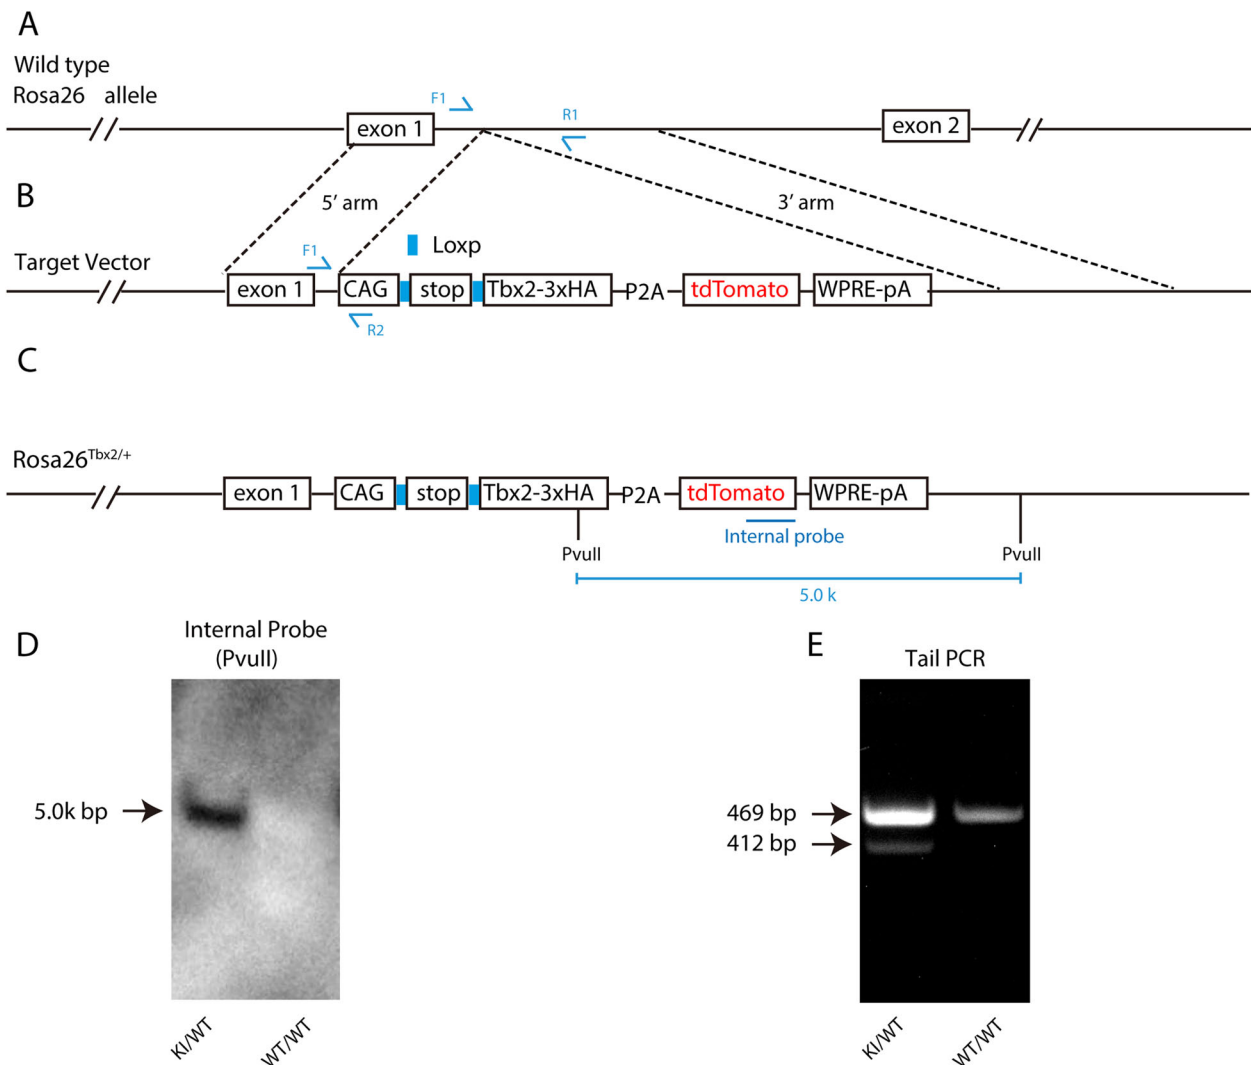 A
Wild type
Rosa26 allele
F1
R1
exon 1
exon 2
B
5' arm
3' arm
Loxp
Target Vector
F1
exon 1
CAG
stop
Tbx2-3xHA
P2A
tdTomato
WPRE-pA
R2
C
Rosa26Tbx2/+
exon 1
CAG
stop
Tbx2-3xHA
P2A
tdTomato
WPRE-pA
Internal probe
PvuII
PvuII
5.0 k
D
Internal Probe
(PvuII)
5.0k bp
KI/WT
WT/WT
E
Tail PCR
469 bp
412 bp
KI/WT
WT/WT